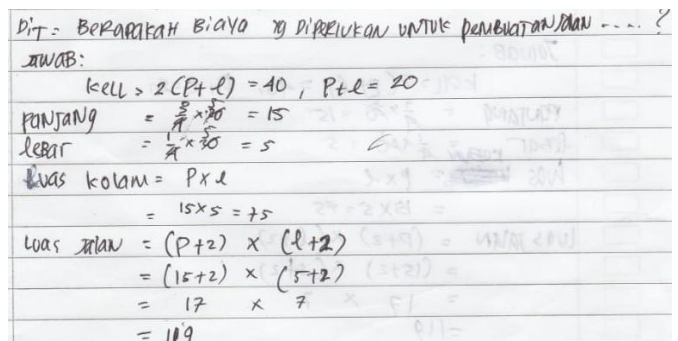 DiT = BERAPAKAH BiAYA yg DiPERLUKAN UNTUK PEMBUATAN JALAN .... ?
JAWAB:
kell > 2 (P+l) = 40 , P+l = 20
PANJANG = 3/4 x 20 5 = 15
lEBAR = 1/4 x 20 5 = 5
LuAS kolam = P x l
= 15 x 5 = 75
Luas JAlAN = (P+2) x (l+2)
= (15+2) x (5+2)
= 17 x 7
= 119